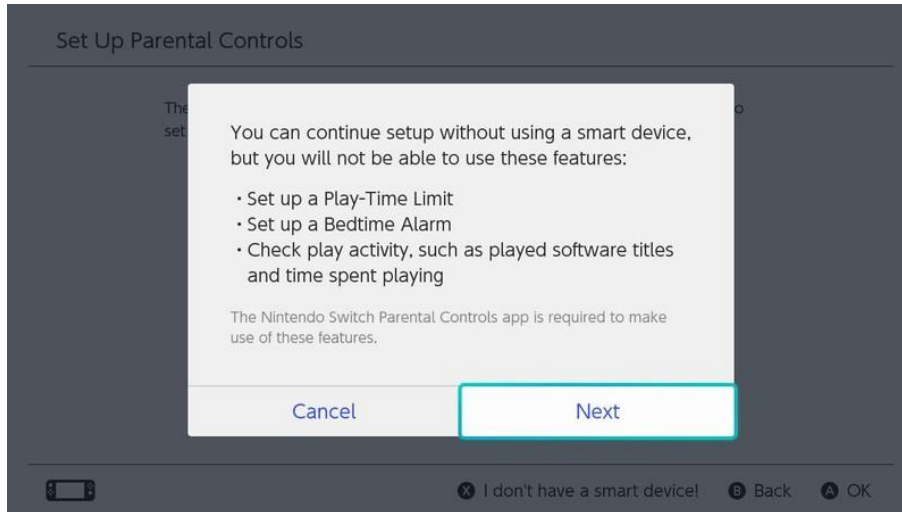 Set Up Parental Controls
The
o
set
You can continue setup without using a smart device,
but you will not be able to use these features:
・Set up a Play-Time Limit
・Set up a Bedtime Alarm
・Check play activity, such as played software titles
and time spent playing
The Nintendo Switch Parental Controls app is required to make
use of these features.
Cancel
Next
X I don't have a smart device! B Back A OK